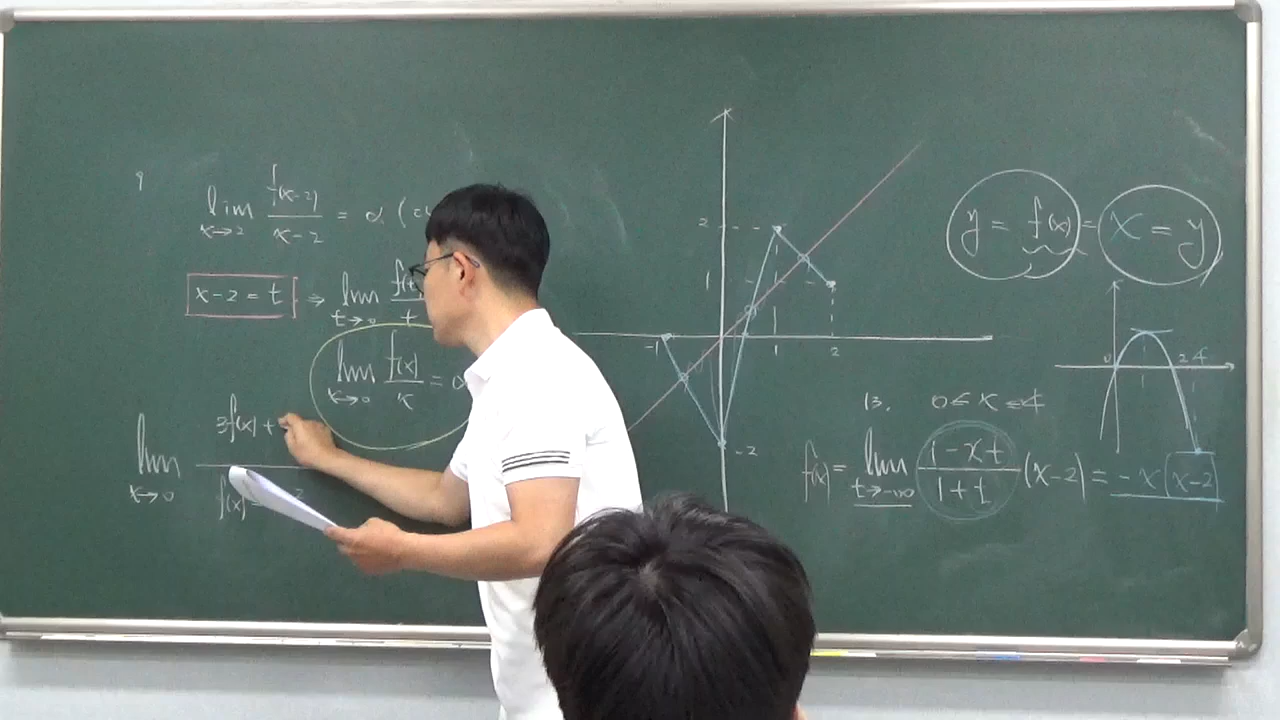 9
lim x→2 f(x-2)/x-2 = α
x-2 = t ⇒ lim t→0 f(t)/t
lim x→0 f(x)/x = α
lim x→0 3f(x) +
f(x)
2
1
-1
1
2
-2
y = f(x) = x = y
0
2
4
13. 0≤x≤4
f(x) = lim t→-∞ 1-xt/1+t (x-2) = -x(x-2)